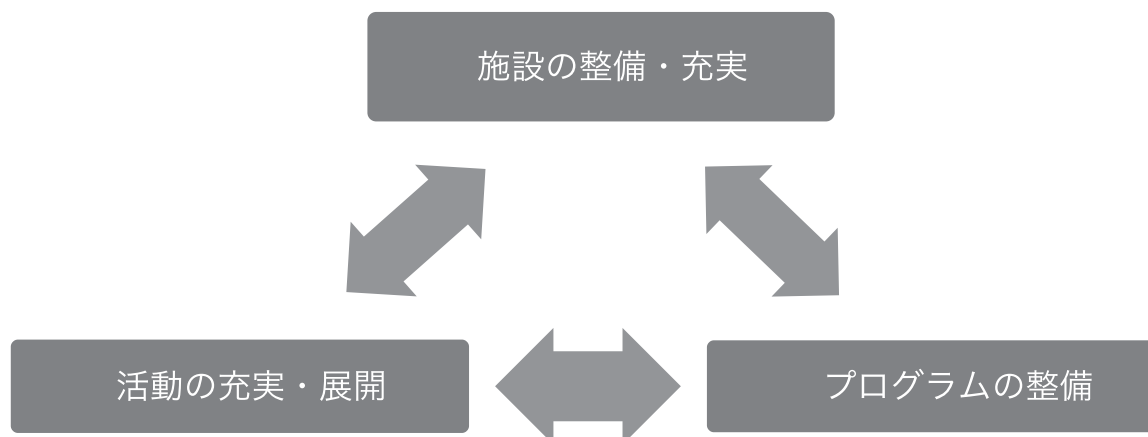 施設の整備・充実
活動の充実・展開
プログラムの整備